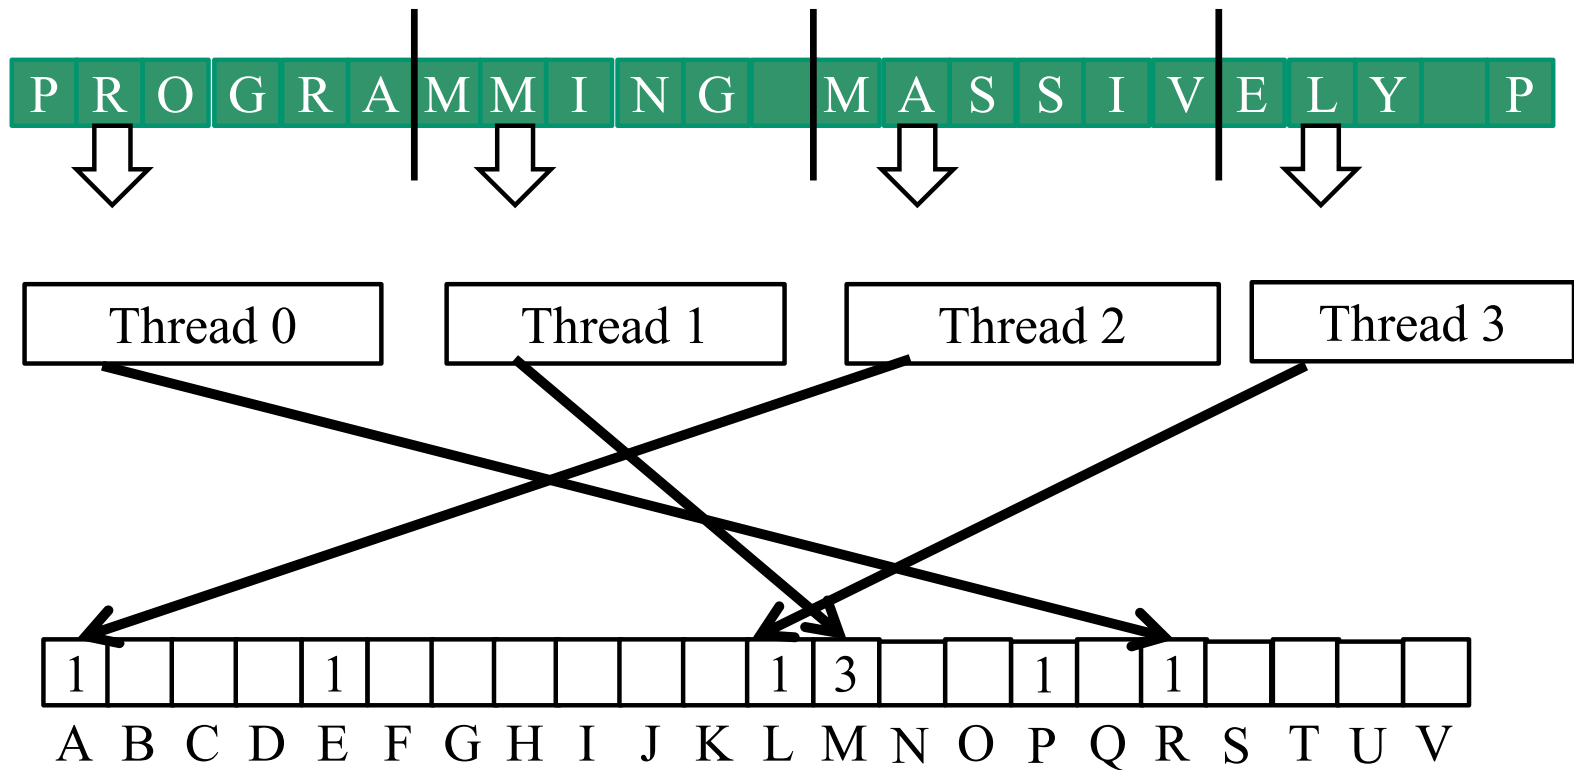 P R O G R A M M I N G M A S S I V E L Y P
Thread 0 Thread 1 Thread 2 Thread 3
1 1 1 3 1 1
A B C D E F G H I J K L M N O P Q R S T U V